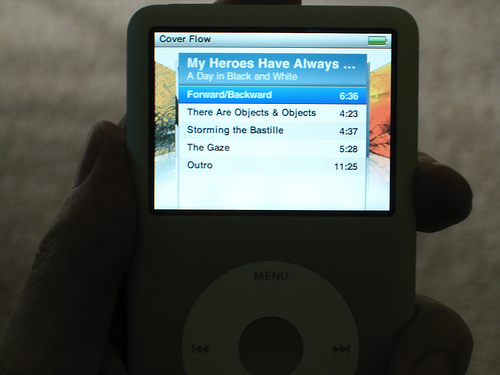 Cover Flow
My Heroes Have Always ...
A Day in Black and White
Forward/Backward 6:36
There Are Objects & Objects 4:23
Storming the Bastille 4:37
The Gaze 5:28
Outro 11:25
MENU